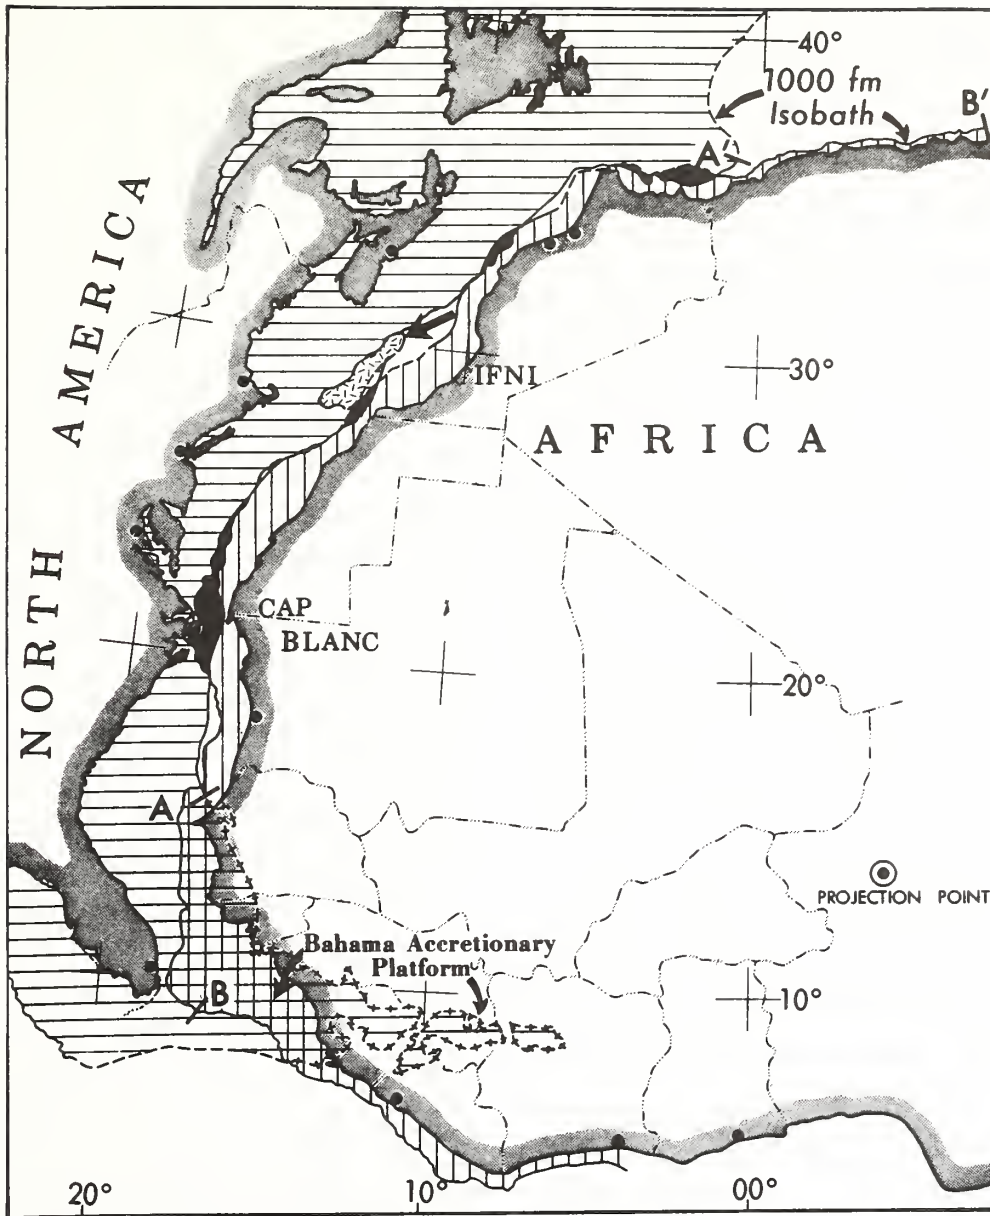 40°
1000 fm
Isobath
B'
A'
NORTH AMERICA
IFNI
30°
AFRICA
CAP
BLANC
20°
A
PROJECTION POINT
Bahama Accretionary
Platform
B
10°
20°
10°
00°